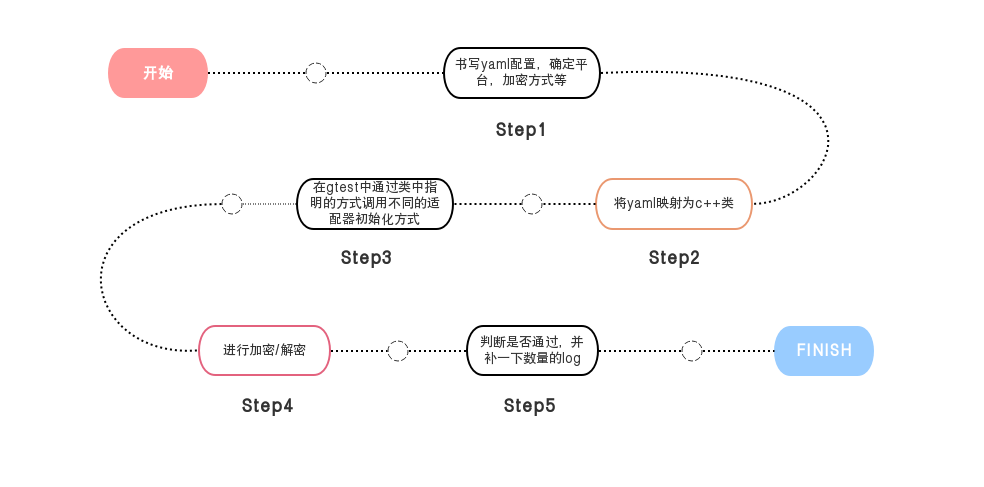 开始
书写yaml配置，确定平
台，加密方式等
Step1
在gtest中通过类中指
明的方式调用不同的适
配器初始化方式
将yaml映射为c++类
Step3
Step2
进行加密/解密
判断是否通过，并
补一下数量的log
FINISH
Step4
Step5